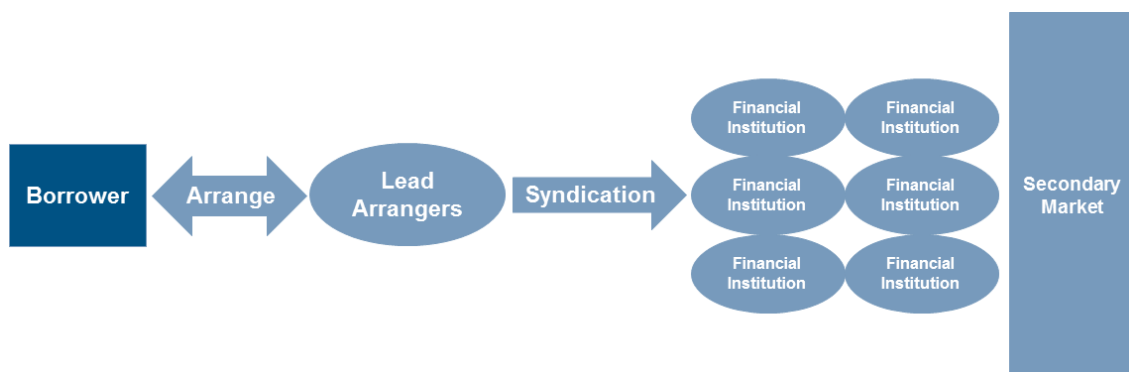 Borrower
Arrange
Lead
Arrangers
Syndication
Financial
Institution
Financial
Institution
Financial
Institution
Financial
Institution
Financial
Institution
Financial
Institution
Secondary
Market